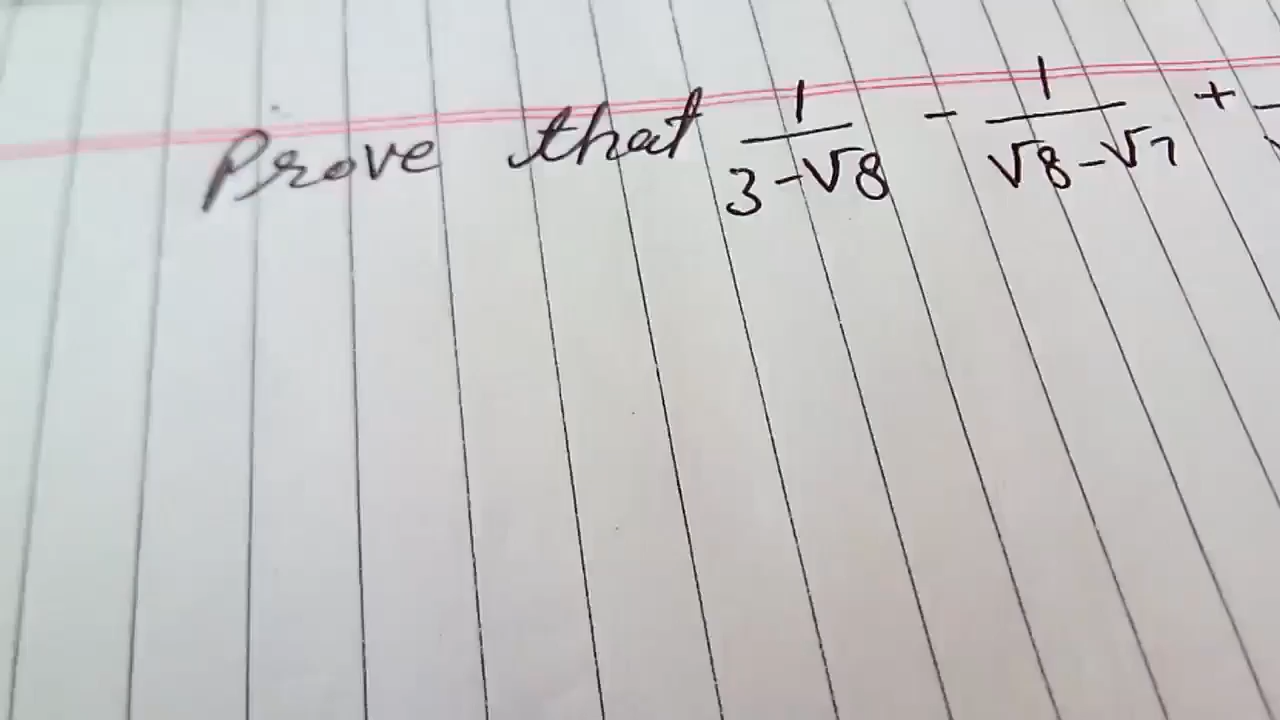 Prove that 1/(3-√8) - 1/(√8-√7) +